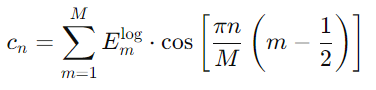 $$c_n = \sum_{m=1}^{M} E_m^{\log} \cdot \cos\left[\frac{\pi n}{M}\left(m - \frac{1}{2}\right)\right]$$